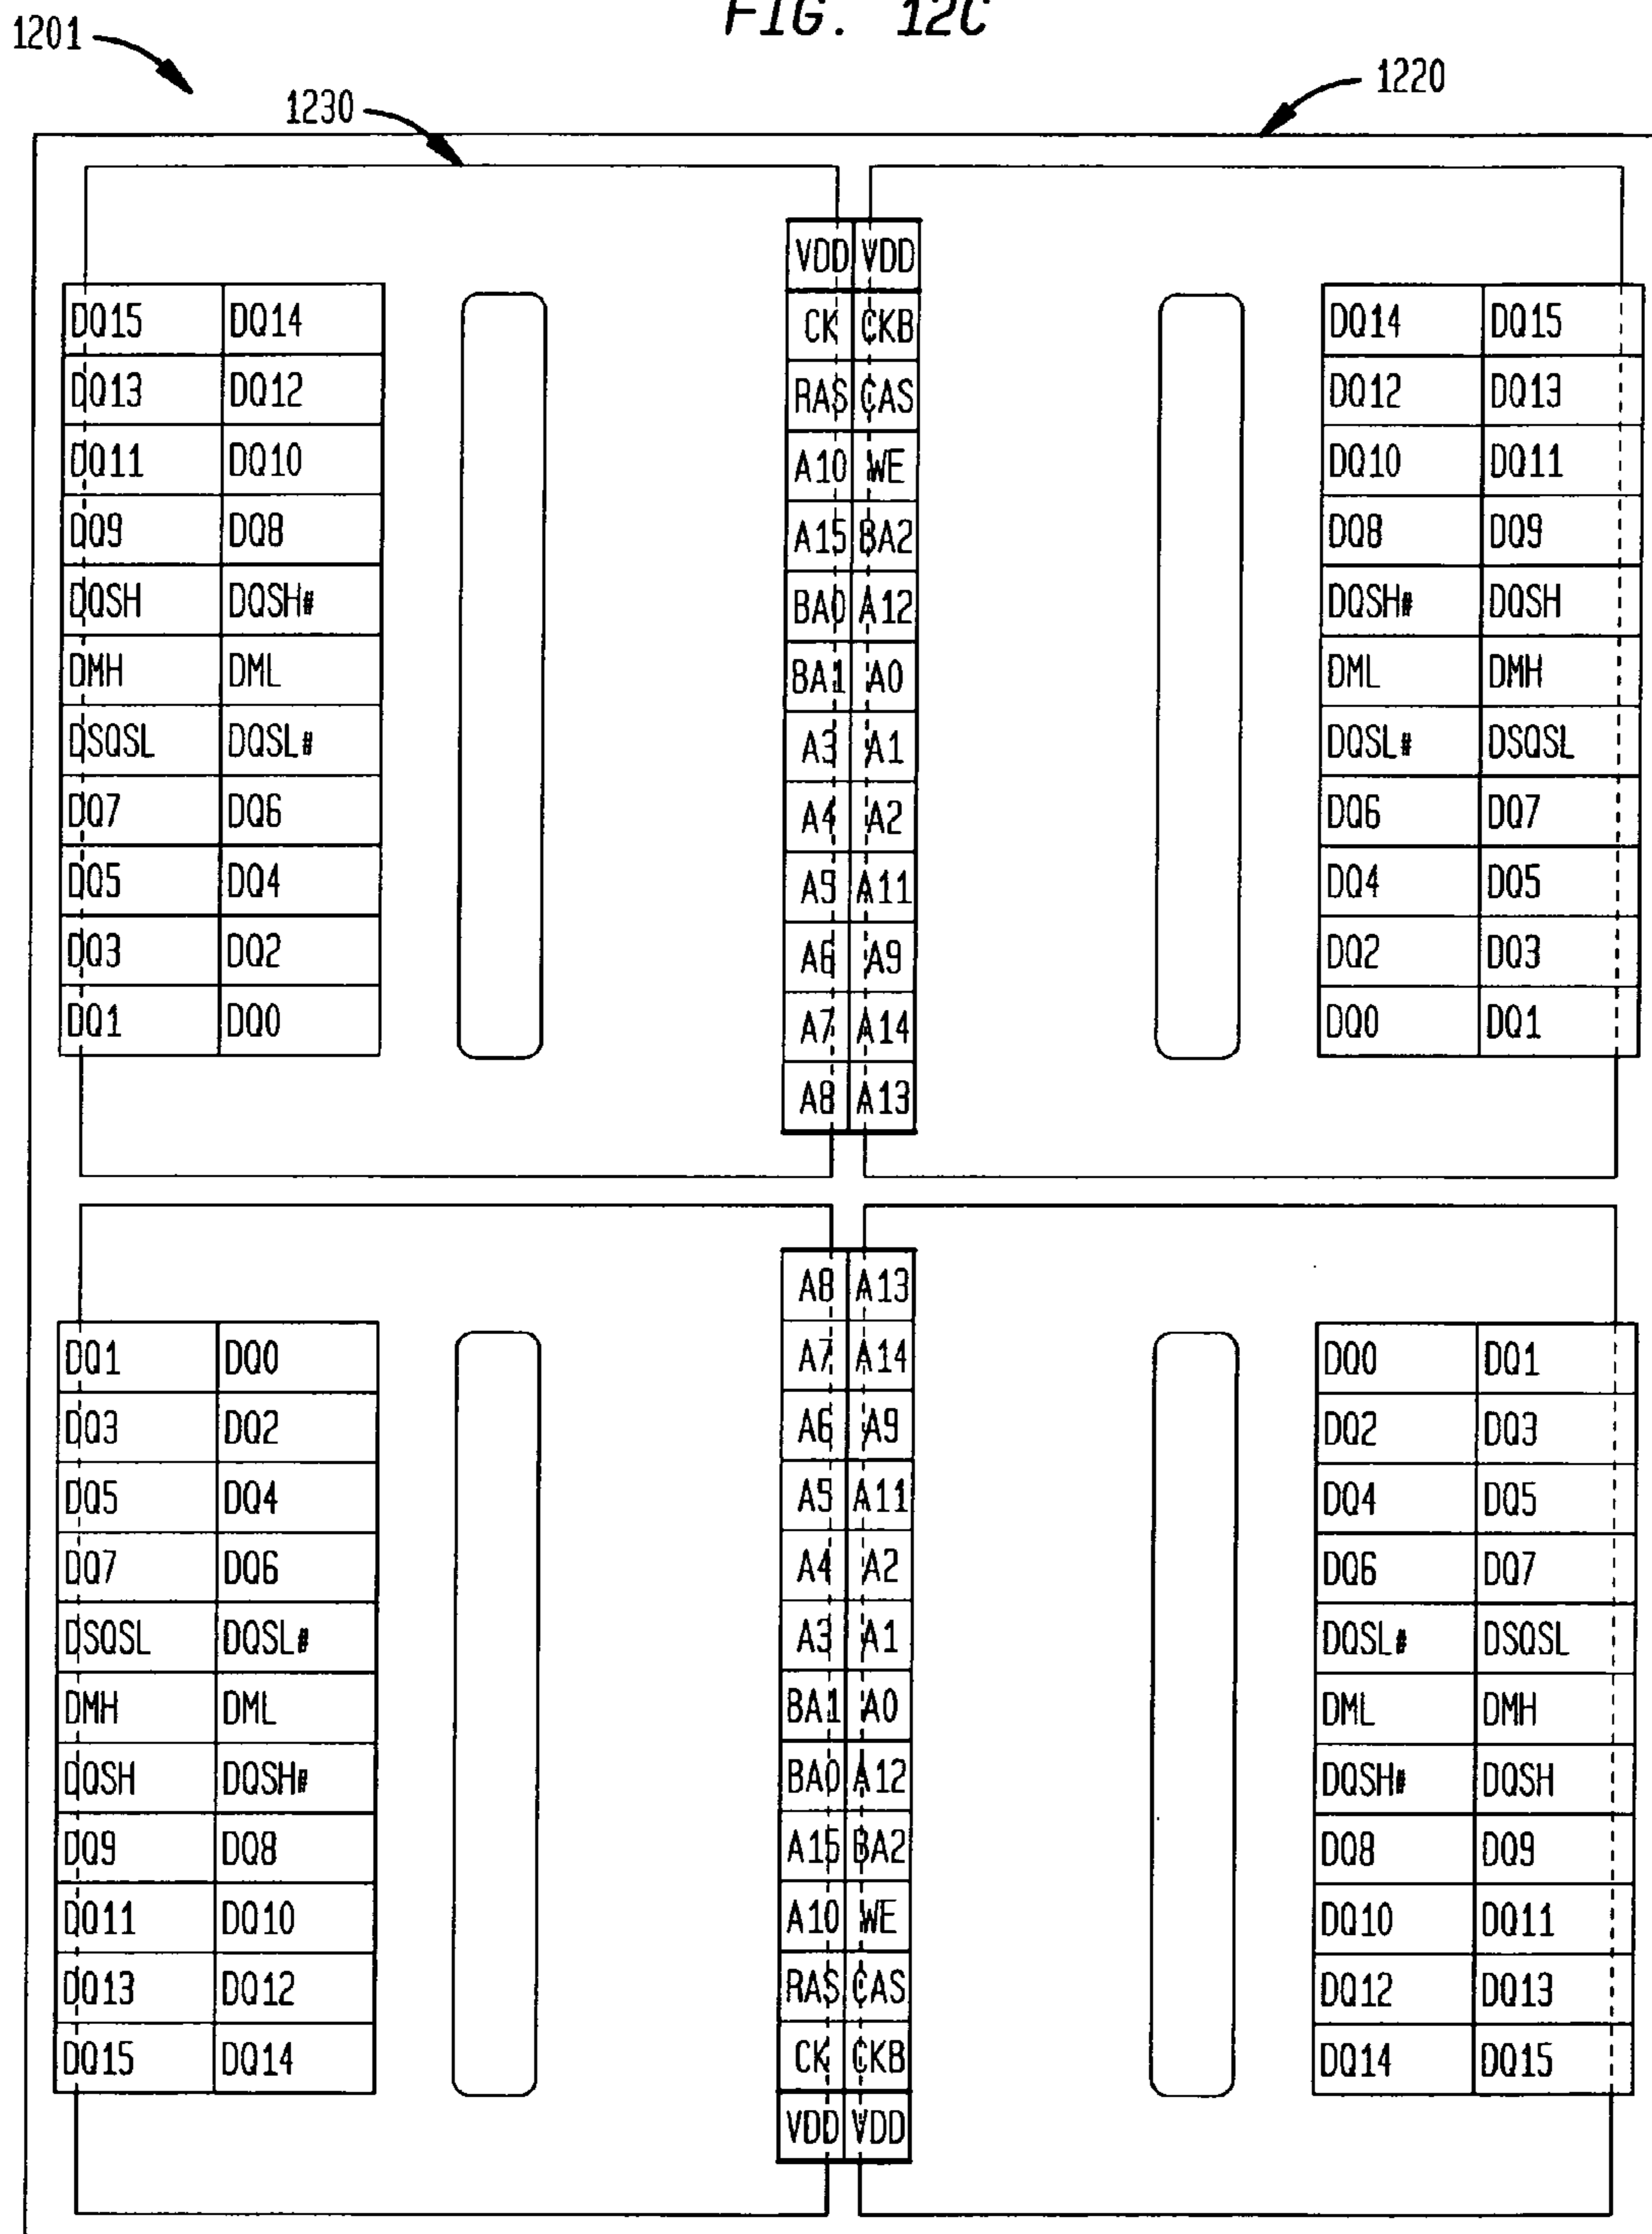 FIG. 12C
1201
1220
1230
VDD VDD
DQ15 DQ14 CK CKB DQ14 DQ15
DQ13 DQ12 RAS CAS DQ12 DQ13
DQ11 DQ10 A10 WE DQ10 DQ11
DQ9 DQ8 A15 BA2 DQ8 DQ9
DQSH DQSH# BA0 A12 DQSH# DQSH
DMH DML BA1 A0 DML DMH
DSQSL DQSL# A3 A1 DQSL# DSQSL
DQ7 DQ6 A4 A2 DQ6 DQ7
DQ5 DQ4 A5 A11 DQ4 DQ5
DQ3 DQ2 A6 A9 DQ2 DQ3
DQ1 DQ0 A7 A14 DQ0 DQ1
A8 A13
A8 A13
DQ1 DQ0 A7 A14 DQ0 DQ1
DQ3 DQ2 A6 A9 DQ2 DQ3
DQ5 DQ4 A5 A11 DQ4 DQ5
DQ7 DQ6 A4 A2 DQ6 DQ7
DSQSL DQSL# A3 A1 DQSL# DSQSL
DMH DML BA1 A0 DML DMH
DQSH DQSH# BA0 A12 DQSH# DQSH
DQ9 DQ8 A15 BA2 DQ8 DQ9
DQ11 DQ10 A10 WE DQ10 DQ11
DQ13 DQ12 RAS CAS DQ12 DQ13
DQ15 DQ14 CK CKB DQ14 DQ15
VDD VDD